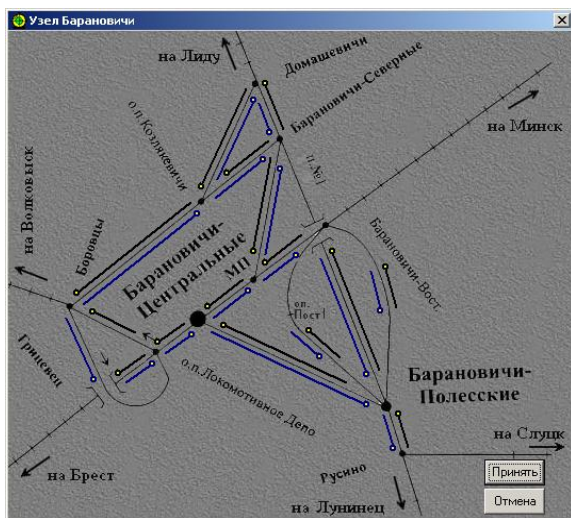 Узел Барановичи
на Лиду
Домашевичи
Барановичи-Северные
на Минск
о.п.Козлякевичи
п.№1
на Волковыск
Боровцы
Барановичи-
Центральные
МП
Барановичи-Вост.
оп.
Пост1
Грицевец
о.п.Локомотивное Депо
Барановичи-
Полесские
на Слуцк
на Брест
Русино
на Лунинец
Принять
Отмена